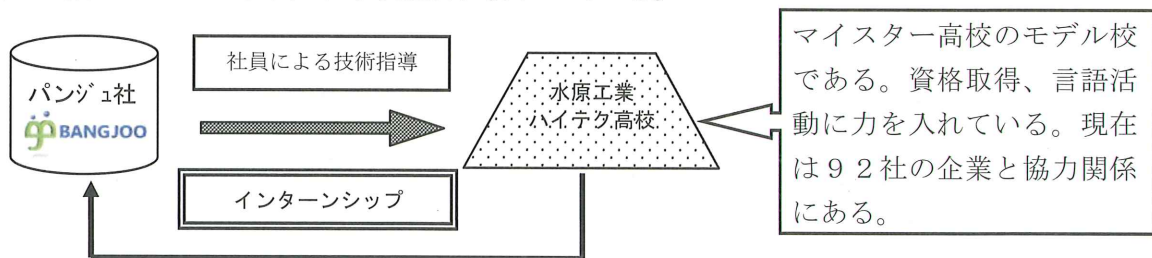 パンジュ社
BANGJOO
社員による技術指導
インターンシップ
水原工業
ハイテク高校
マイスター高校のモデル校
である。資格取得、言語活
動に力を入れている。現在
は９２社の企業と協力関係
にある。